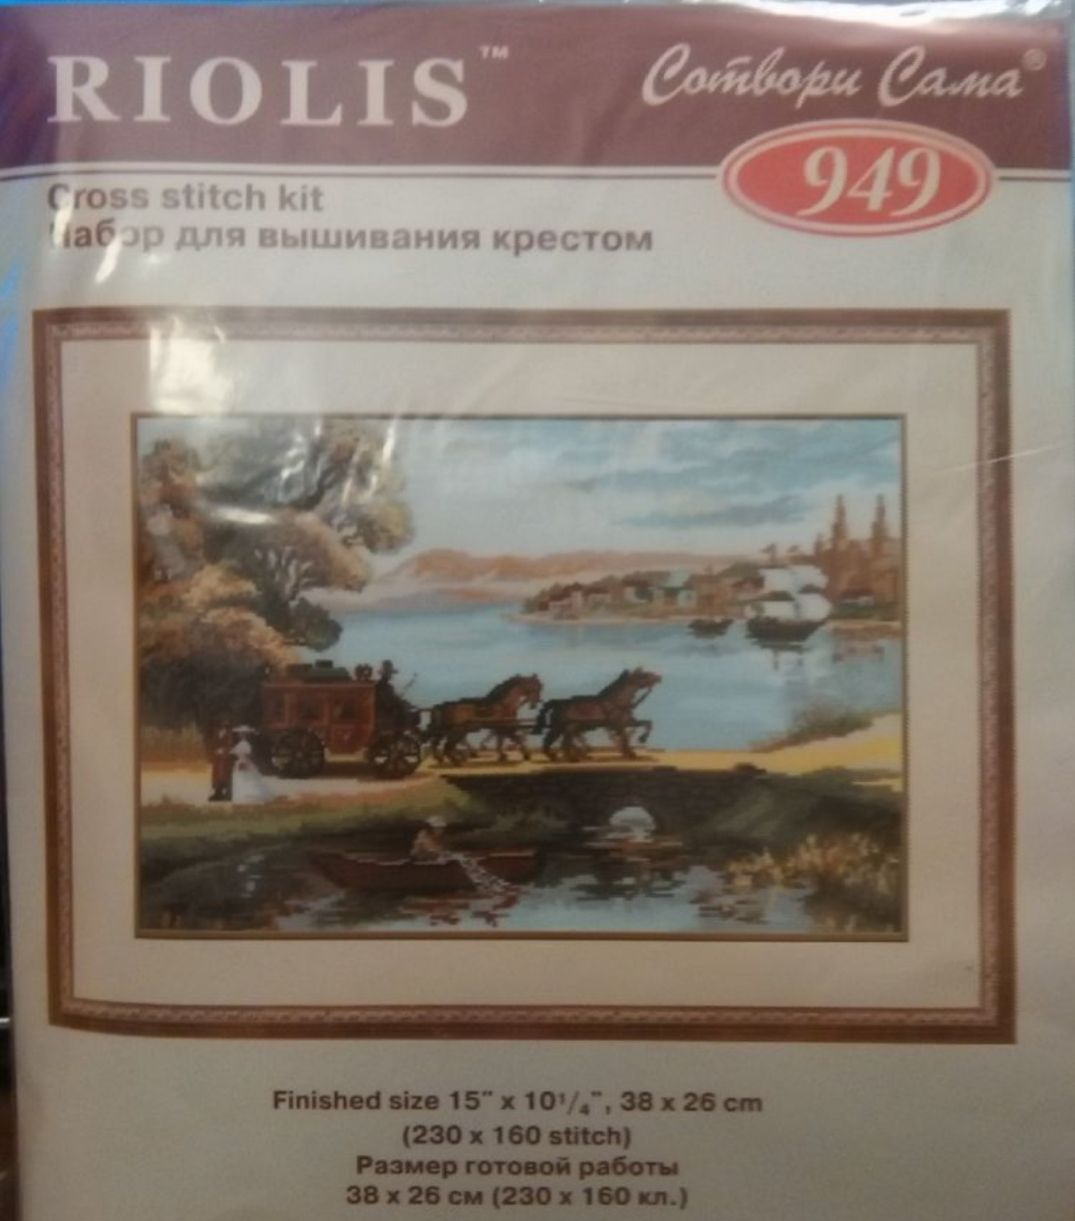 RIOLIS™
Сотвори Сама®
949
Cross stitch kit
Набор для вышивания крестом
Finished size 15" x 10¹/₄", 38 x 26 cm
(230 x 160 stitch)
Размер готовой работы
38 x 26 см (230 x 160 кл.)